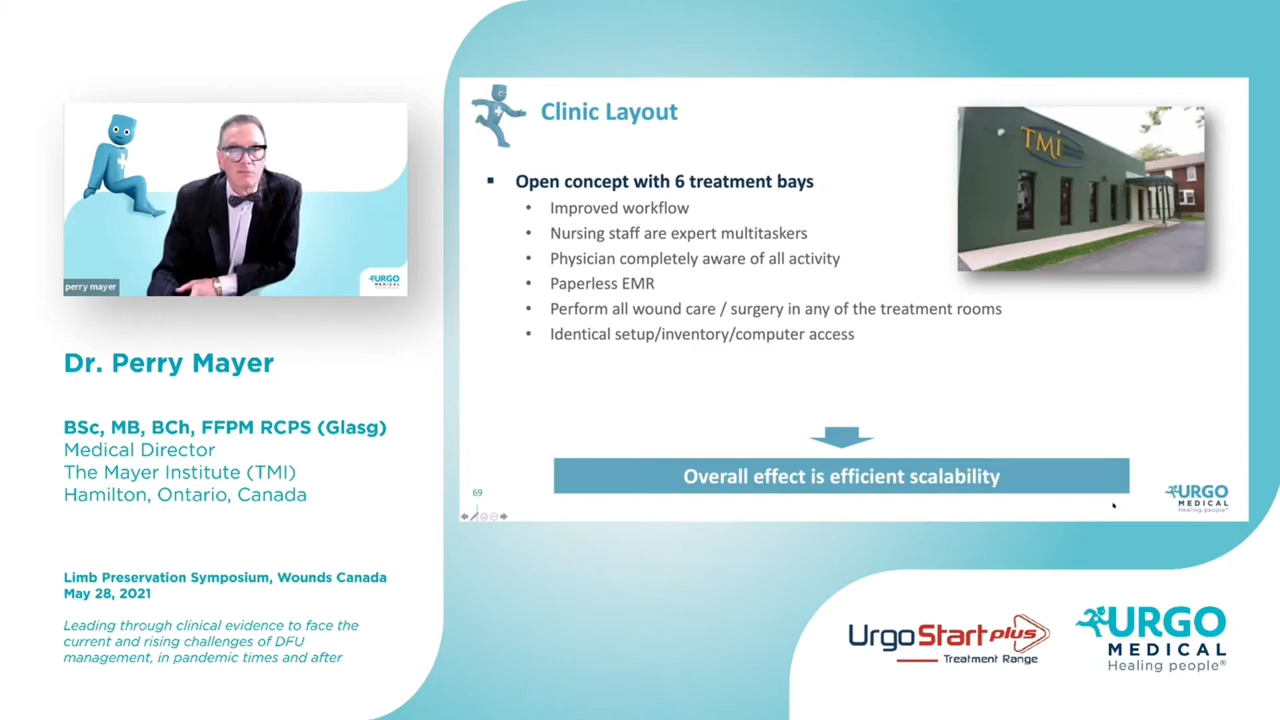 perry mayer
URGO
MEDICAL
Dr. Perry Mayer
BSc, MB, BCh, FFPM RCPS (Glasg)
Medical Director
The Mayer Institute (TMI)
Hamilton, Ontario, Canada
Limb Preservation Symposium, Wounds Canada
May 28, 2021
Leading through clinical evidence to face the
current and rising challenges of DFU
management, in pandemic times and after
Clinic Layout
TMi
▪ Open concept with 6 treatment bays
• Improved workflow
• Nursing staff are expert multitaskers
• Physician completely aware of all activity
• Paperless EMR
• Perform all wound care / surgery in any of the treatment rooms
• Identical setup/inventory/computer access
Overall effect is efficient scalability
69
URGO
MEDICAL
Healing people®
UrgoStart plus
Treatment Range
URGO
MEDICAL
Healing people®